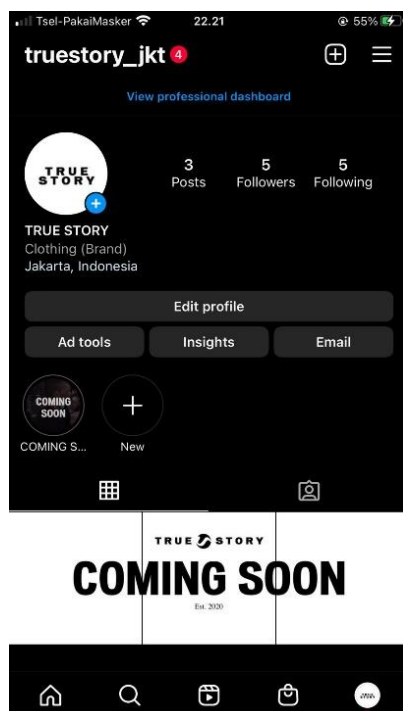 Tsel-PakaiMasker 22.21 55%
truestory_jkt 4
View professional dashboard
TRUE
STORY
3 5 5
Posts Followers Following
TRUE STORY
Clothing (Brand)
Jakarta, Indonesia
Edit profile
Ad tools Insights Email
COMING
SOON
COMING S... New
TRUE STORY
COMING SOON
Est. 2020